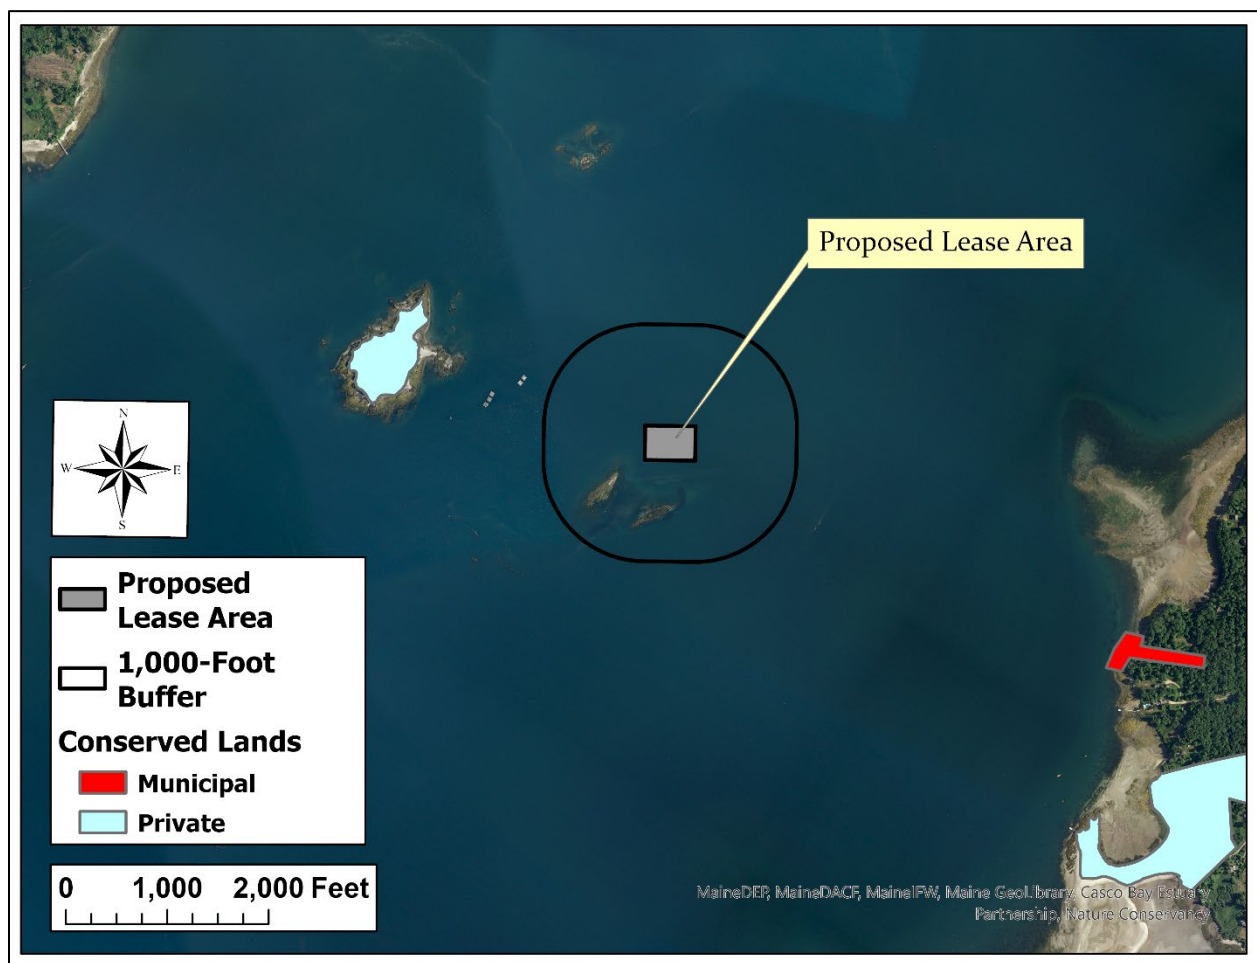 Proposed Lease Area
N
W
E
S
Proposed
Lease Area
1,000-Foot
Buffer
Conserved Lands
Municipal
Private
0 1,000 2,000 Feet
MaineDEP, MaineDACF, MaineIFW, Maine GeoLibrary, Casco Bay Estuary
Partnership, Nature Conservancy